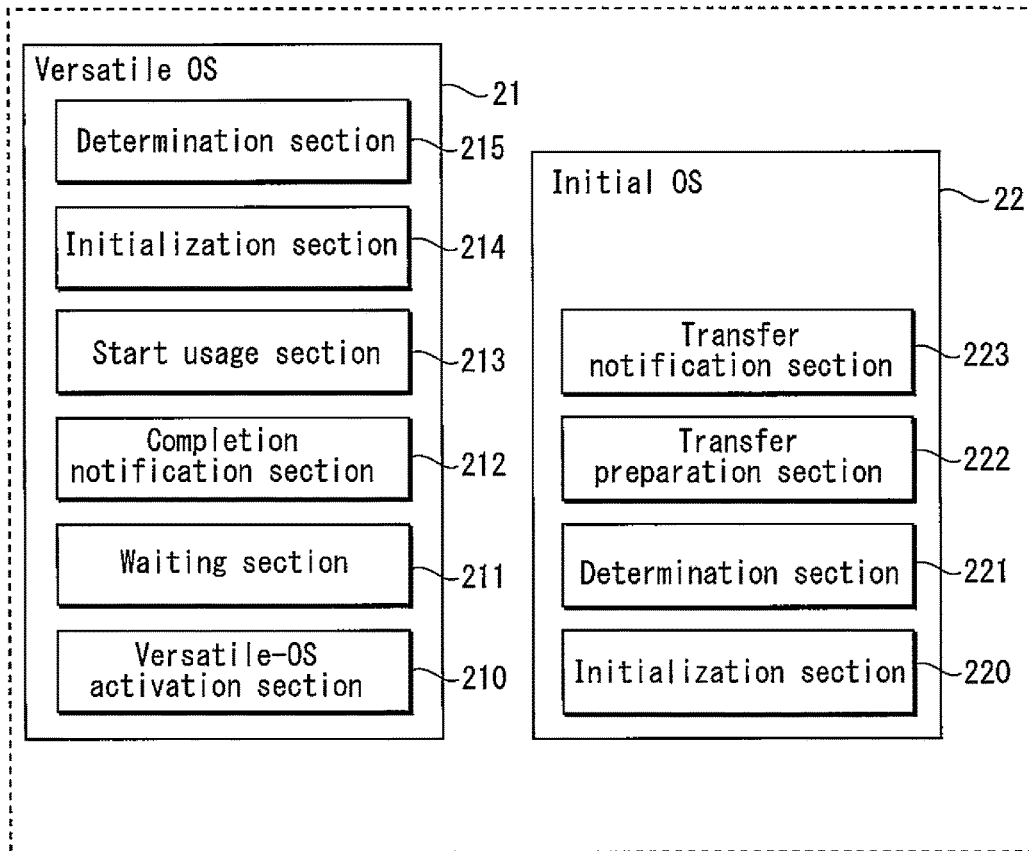 Versatile OS
21
Determination section
215
Initialization section
214
Start usage section
213
Completion
notification section
212
Waiting section
211
Versatile-OS
activation section
210
Initial OS
22
Transfer
notification section
223
Transfer
preparation section
222
Determination section
221
Initialization section
220